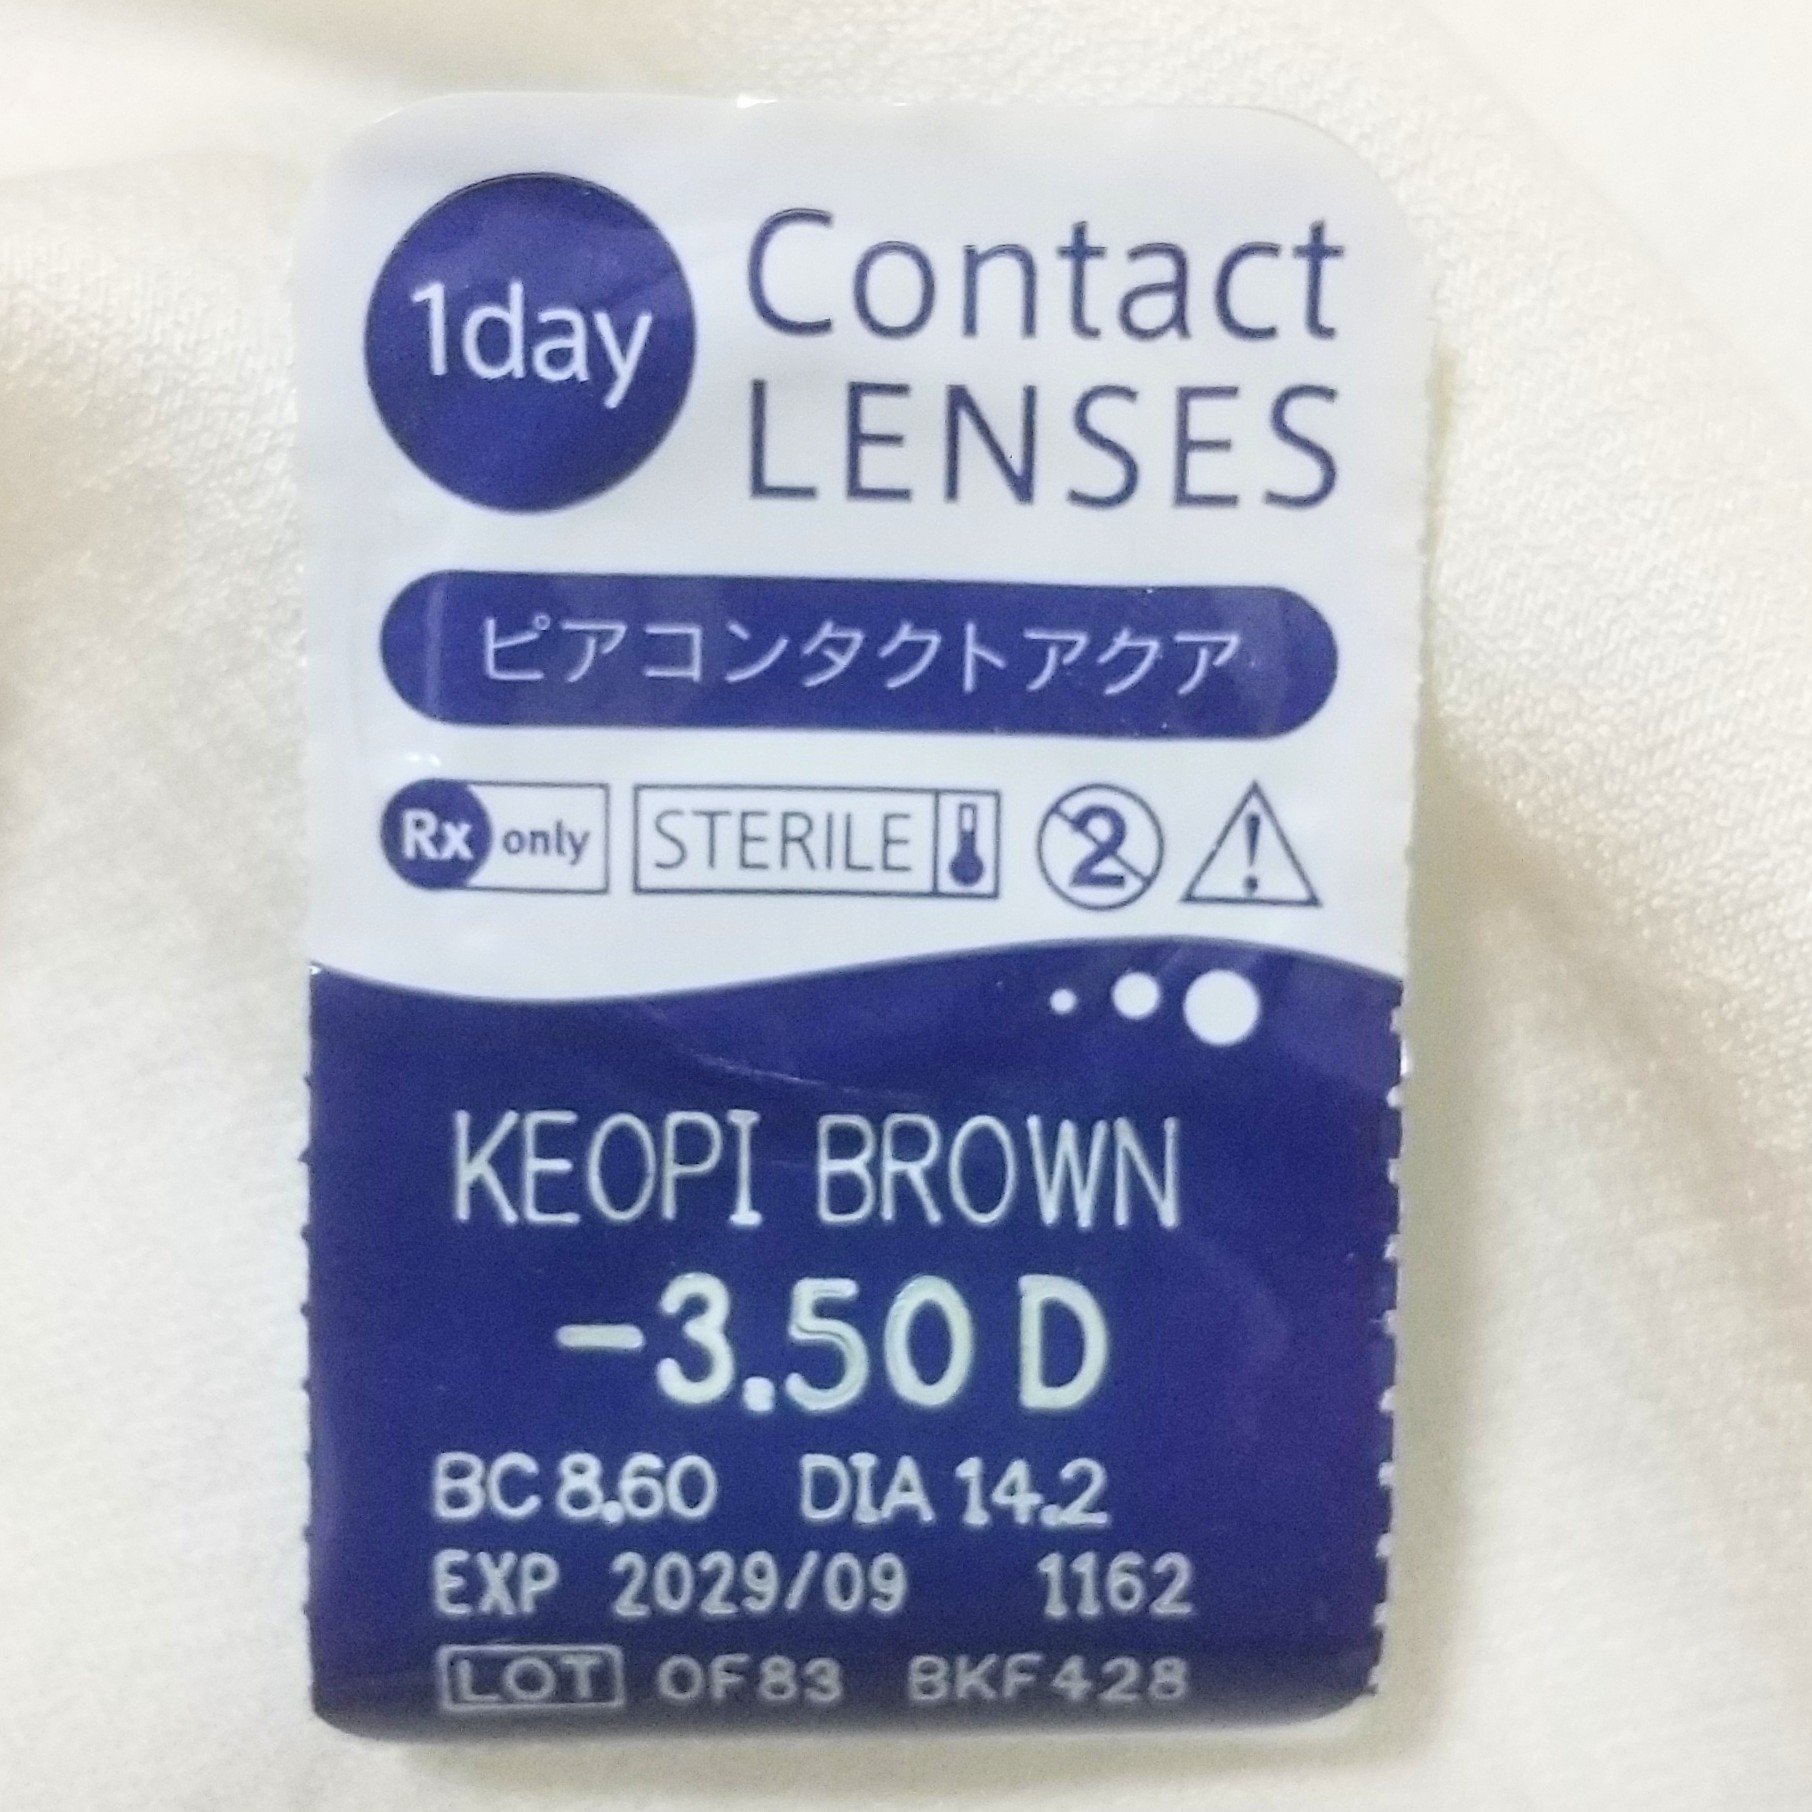 1day
Contact
LENSES
ピアコンタクトアクア
Rx only STERILE 2 !
KEOPI BROWN
-3.50 D
BC 8.60 DIA 14.2
EXP 2029/09 1162
LOT OF83 BKF428